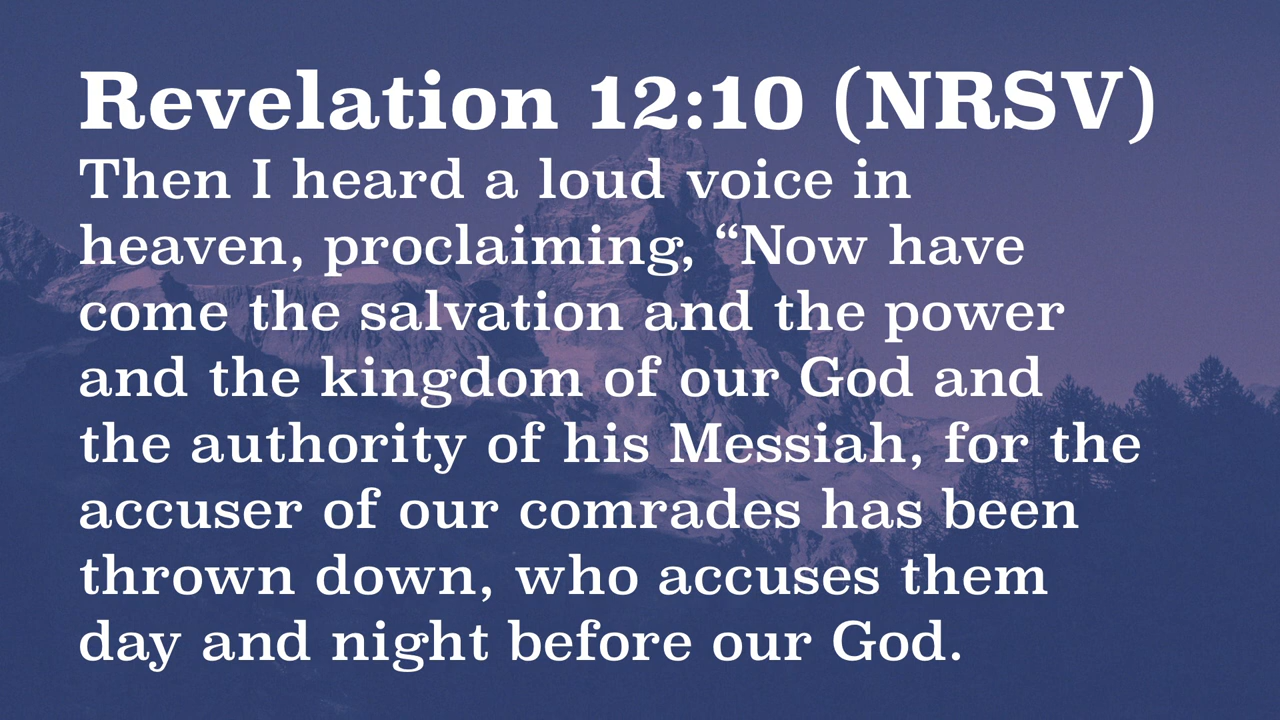 Revelation 12:10 (NRSV)
Then I heard a loud voice in
heaven, proclaiming, “Now have
come the salvation and the power
and the kingdom of our God and
the authority of his Messiah, for the
accuser of our comrades has been
thrown down, who accuses them
day and night before our God.